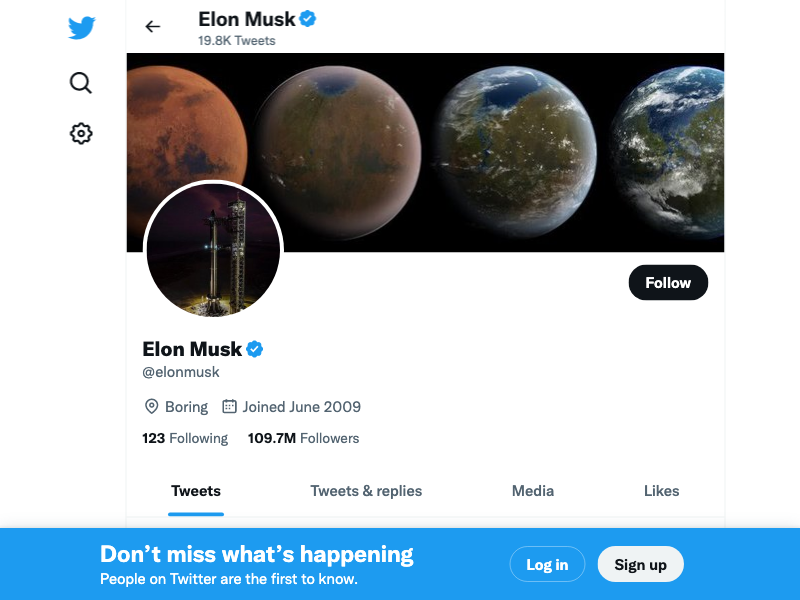 Elon Musk
19.8K Tweets
Follow
Elon Musk
@elonmusk
Boring Joined June 2009
123 Following 109.7M Followers
Tweets Tweets & replies Media Likes
Don't miss what's happening
People on Twitter are the first to know.
Log in Sign up